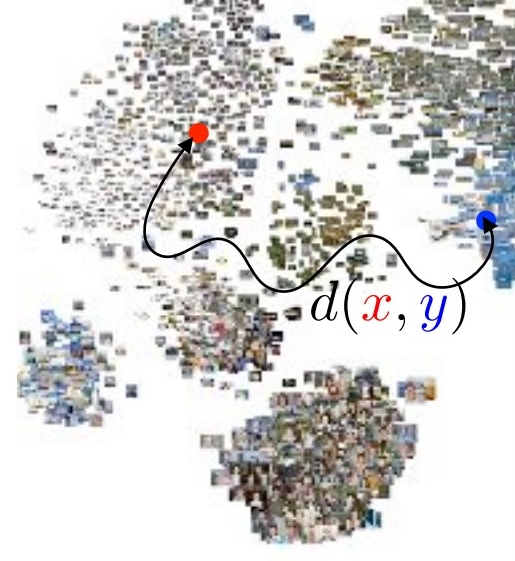 d(x, y)